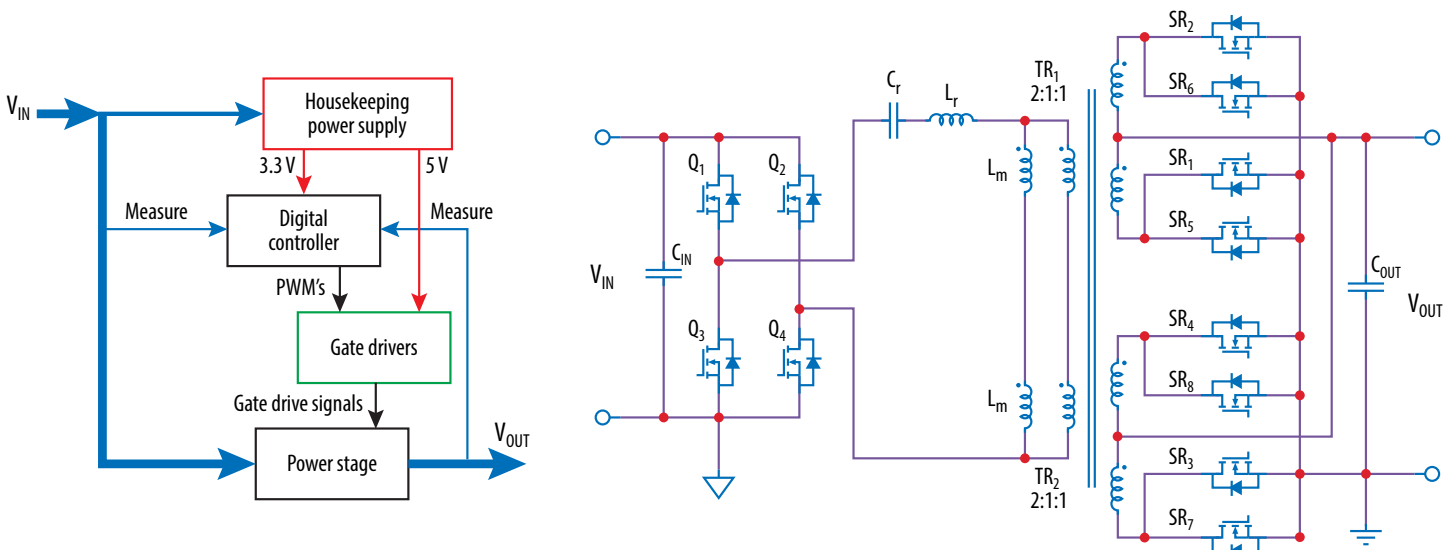 V_IN
Housekeeping
power supply
3.3 V
5 V
Measure
Measure
Digital
controller
PWM's
Gate drivers
Gate drive signals
Power stage
V_OUT
V_IN
C_IN
Q_1
Q_2
Q_3
Q_4
C_r
L_r
L_m
L_m
TR_1
2:1:1
TR_2
2:1:1
SR_2
SR_6
SR_1
SR_5
SR_4
SR_8
SR_3
SR_7
C_OUT
V_OUT